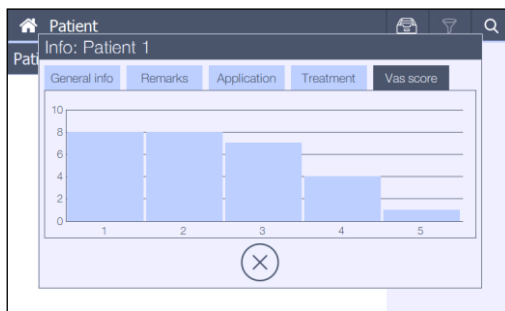 Patient
Info: Patient 1
Pati
General info Remarks Application Treatment Vas score
10
8
6
4
2
0
1 2 3 4 5